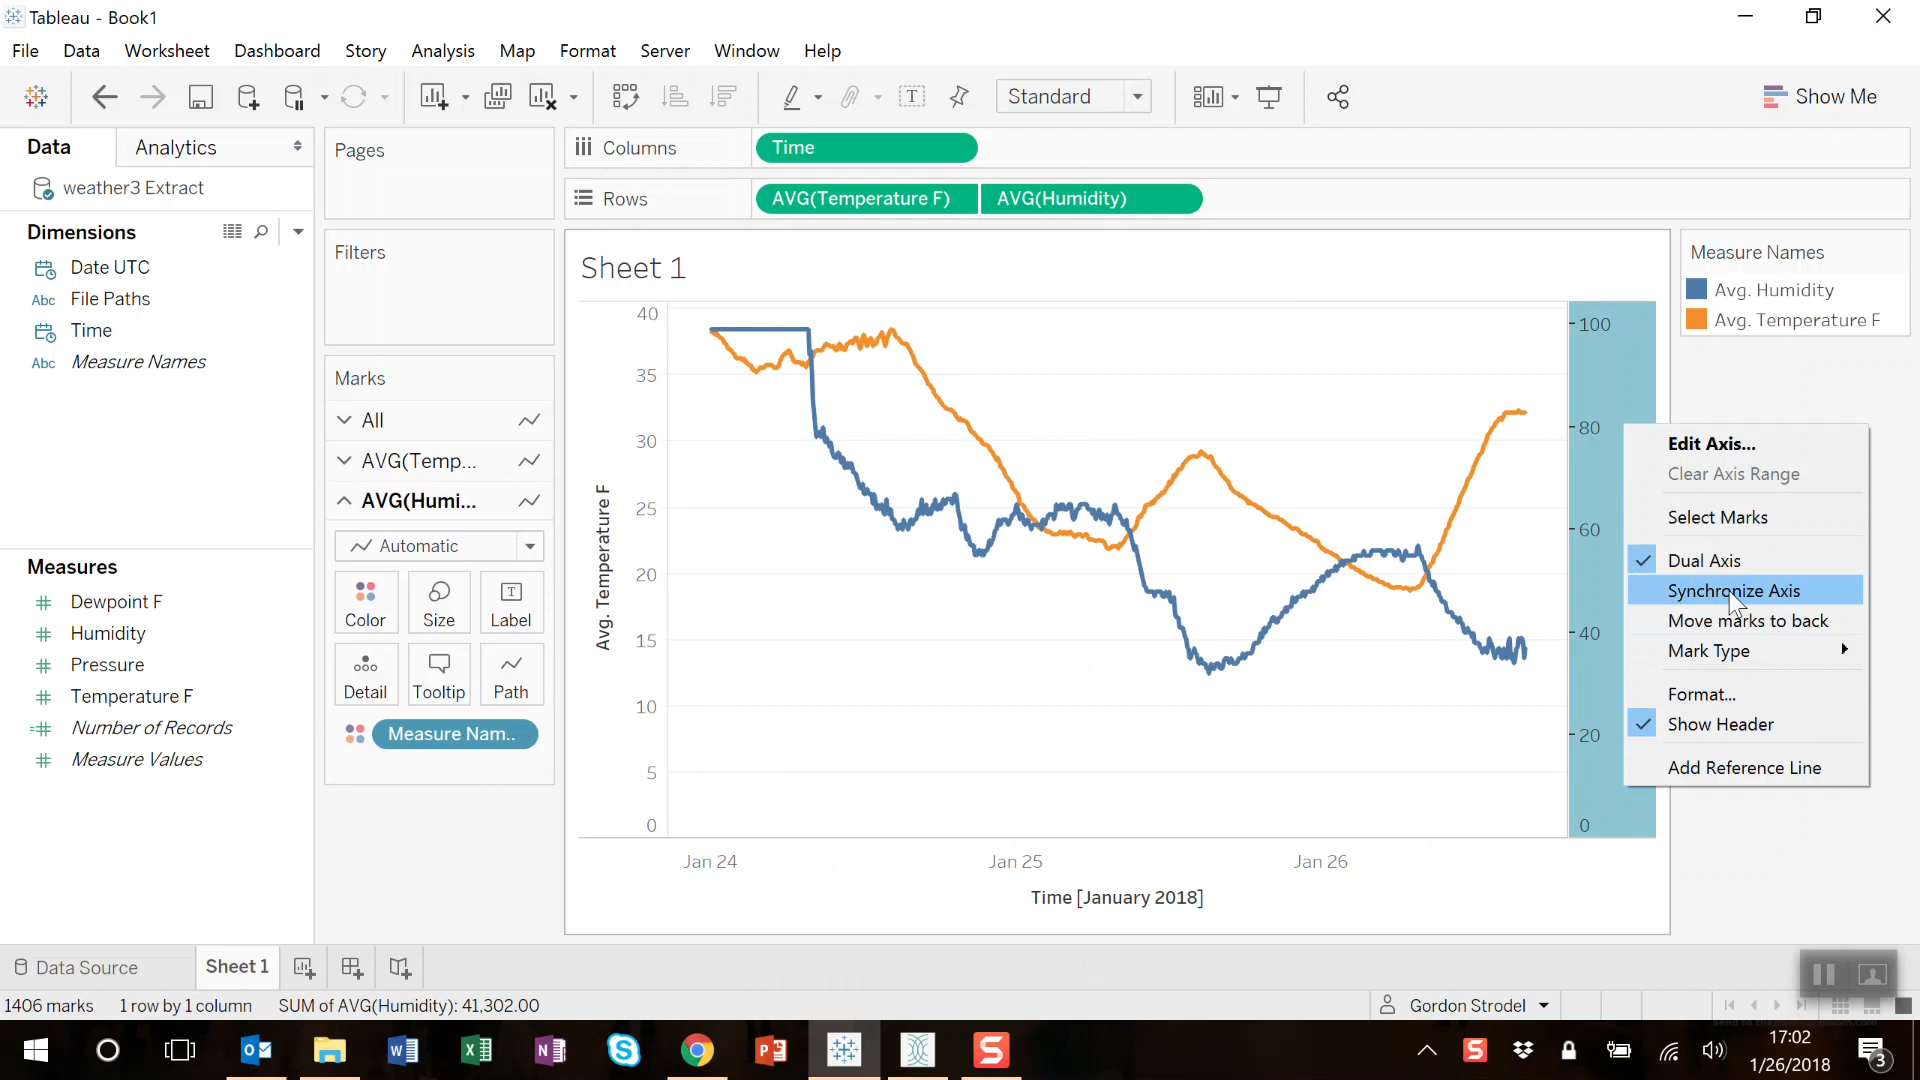 Tableau - Book1
File Data Worksheet Dashboard Story Analysis Map Format Server Window Help
Standard
Show Me
Data Analytics
weather3 Extract
Dimensions
Date UTC
Abc File Paths
Time
Abc Measure Names
Measures
Dewpoint F
Humidity
Pressure
Temperature F
Number of Records
Measure Values
Pages
Filters
Marks
All
AVG(Temp...
AVG(Humi...
Automatic
Color Size Label
Detail Tooltip Path
Measure Nam..
Columns Time
Rows AVG(Temperature F) AVG(Humidity)
Sheet 1
Avg. Temperature F
40
35
30
25
20
15
10
5
0
100
80
60
40
20
0
Jan 24 Jan 25 Jan 26
Time [January 2018]
Measure Names
Avg. Humidity
Avg. Temperature F
Edit Axis...
Clear Axis Range
Select Marks
Dual Axis
Synchronize Axis
Move marks to back
Mark Type
Format...
Show Header
Add Reference Line
Data Source Sheet 1
1406 marks 1 row by 1 column SUM of AVG(Humidity): 41,302.00
Gordon Strodel
17:02
1/26/2018
3